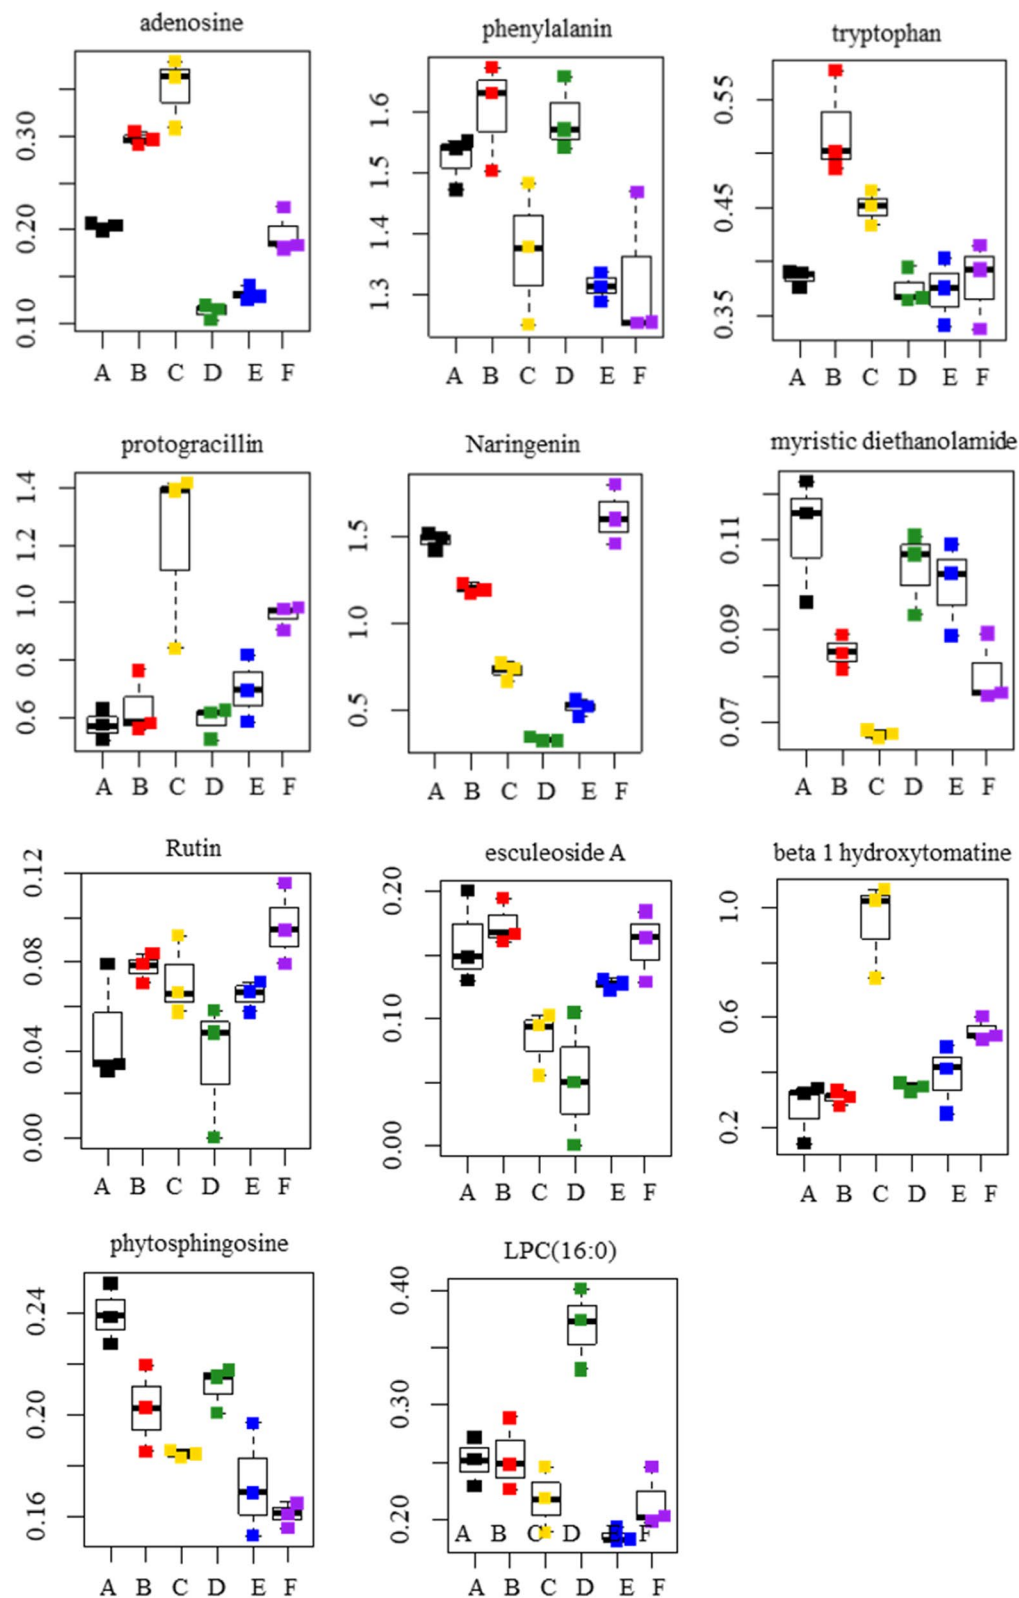 adenosine
0.30
0.20
0.10
A B C D E F
phenylalanin
1.6
1.5
1.4
1.3
A B C D E F
tryptophan
0.55
0.45
0.35
A B C D E F
protogracillin
1.4
1.2
1.0
0.8
0.6
A B C D E F
Naringenin
1.5
1.0
0.5
A B C D E F
myristic diethanolamide
0.11
0.09
0.07
A B C D E F
Rutin
0.12
0.08
0.04
0.00
A B C D E F
esculeoside A
0.20
0.10
0.00
A B C D E F
beta 1 hydroxytomatine
1.0
0.6
0.2
A B C D E F
phytosphingosine
0.24
0.20
0.16
A B C D E F
LPC(16:0)
0.40
0.30
0.20
A B C D E F
A B C D E F